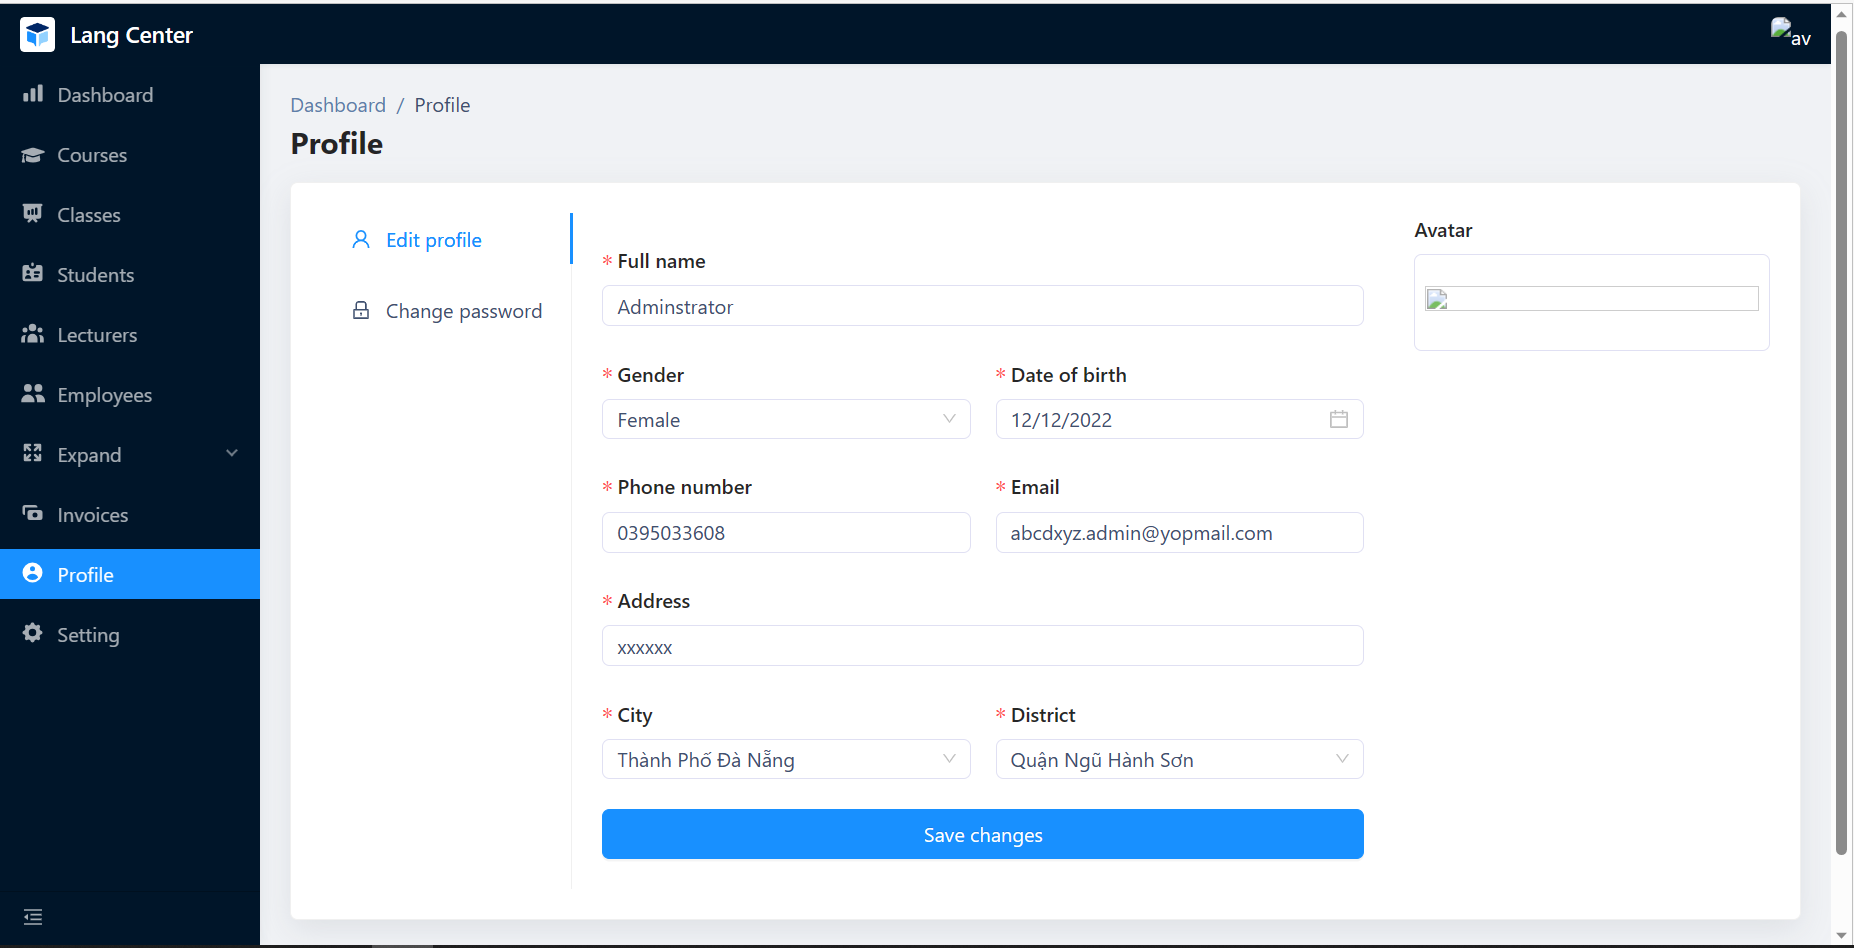 Lang Center
av
Dashboard
Courses
Classes
Students
Lecturers
Employees
Expand
Invoices
Profile
Setting
Dashboard / Profile
Profile
Edit profile
Change password
* Full name
Adminstrator
* Gender
Female
* Date of birth
12/12/2022
* Phone number
0395033608
* Email
abcdxyz.admin@yopmail.com
* Address
xxxxxx
* City
Thành Phố Đà Nẵng
* District
Quận Ngũ Hành Sơn
Save changes
Avatar